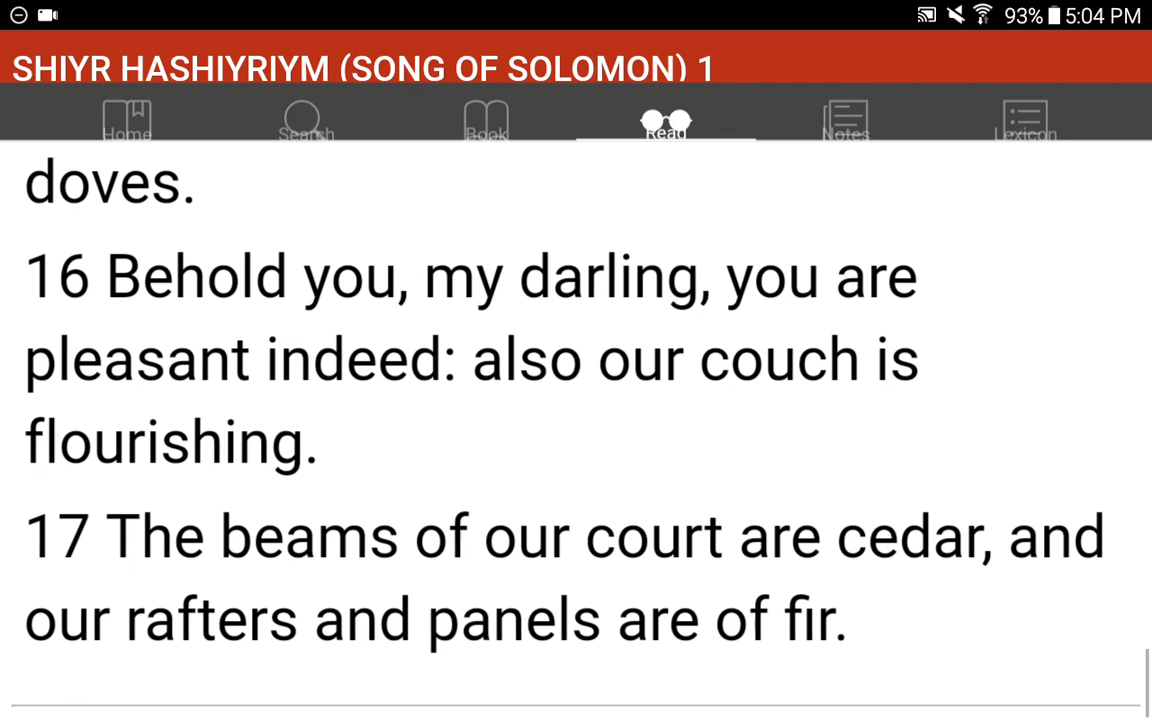 93% 5:04 PM
SHIYR HASHIYRIYM (SONG OF SOLOMON) 1
Home Search Book Read Notes Lexicon
doves.
16 Behold you, my darling, you are
pleasant indeed: also our couch is
flourishing.
17 The beams of our court are cedar, and
our rafters and panels are of fir.